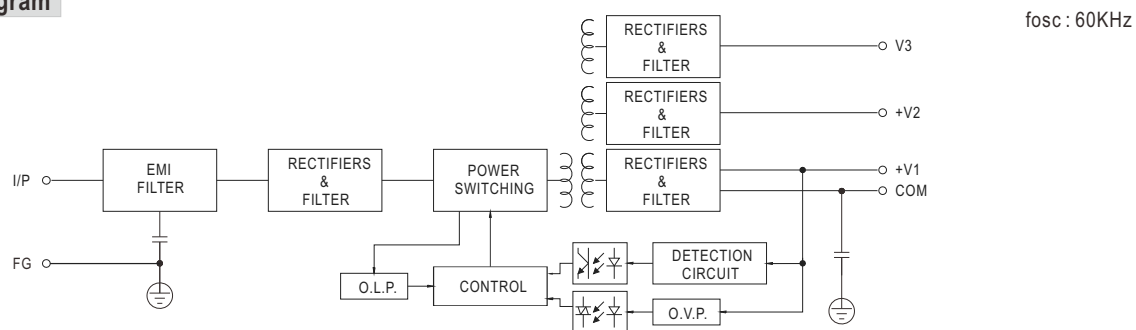 fosc : 60KHz
RECTIFIERS
&
FILTER
V3
RECTIFIERS
&
FILTER
+V2
I/P
EMI
FILTER
RECTIFIERS
&
FILTER
POWER
SWITCHING
RECTIFIERS
&
FILTER
+V1
COM
FG
O.L.P.
CONTROL
DETECTION
CIRCUIT
O.V.P.